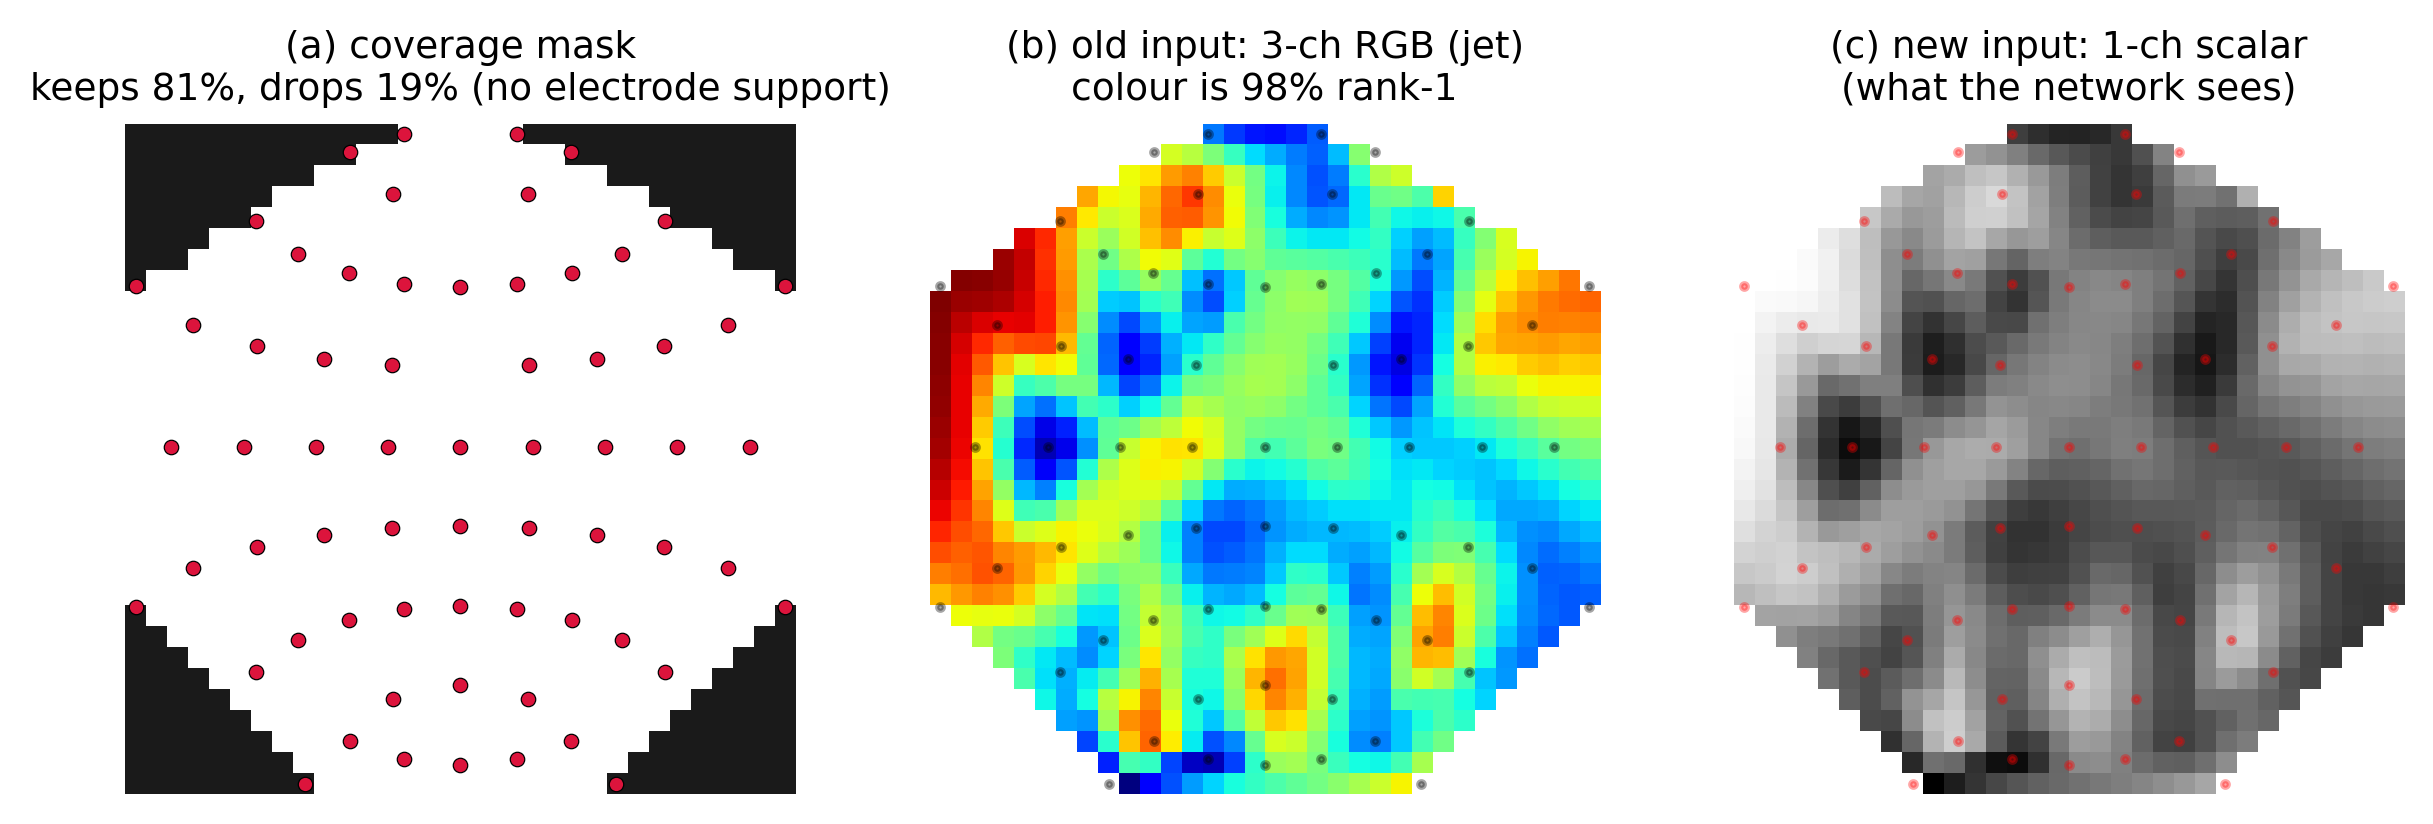 (a) coverage mask
keeps 81%, drops 19% (no electrode support)
(b) old input: 3-ch RGB (jet)
colour is 98% rank-1
(c) new input: 1-ch scalar
(what the network sees)